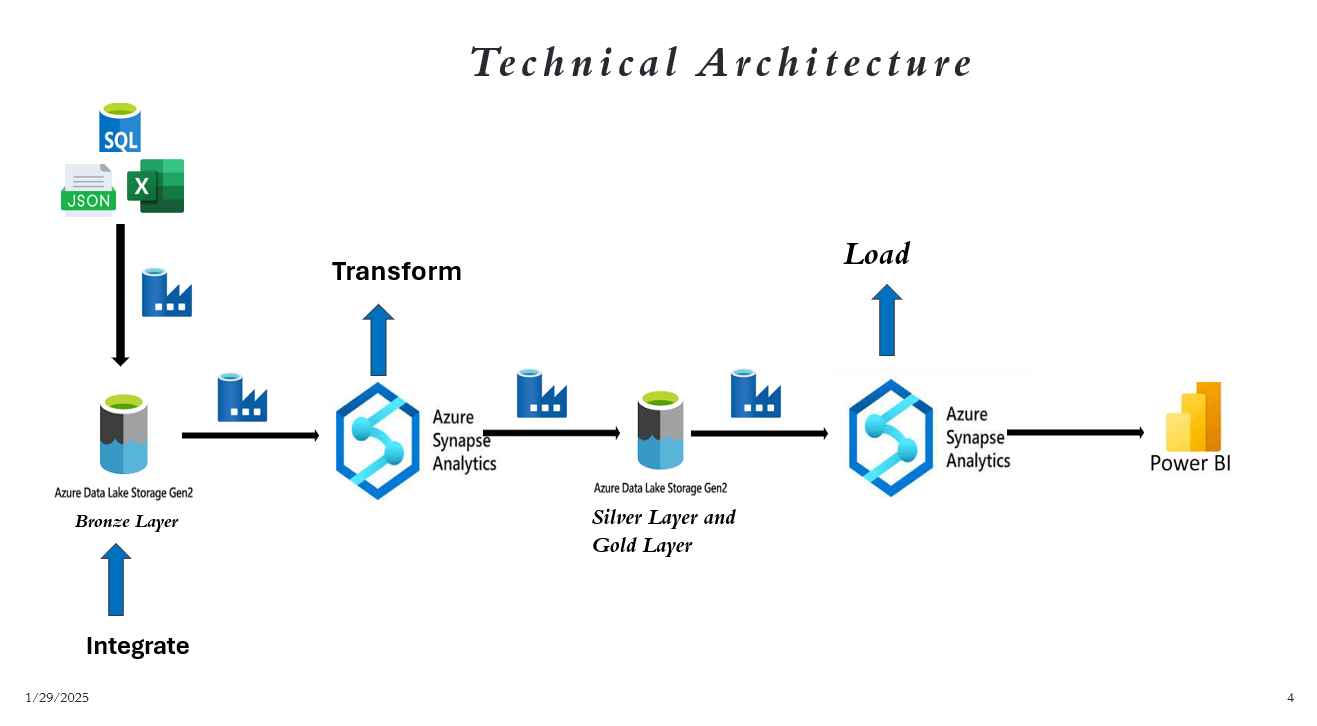 Technical Architecture
SQL
JSON
X
Transform
Load
Azure
Synapse
Analytics
Azure
Synapse
Analytics
Power BI
Azure Data Lake Storage Gen2
Bronze Layer
Azure Data Lake Storage Gen2
Silver Layer and
Gold Layer
Integrate
1/29/2025
4